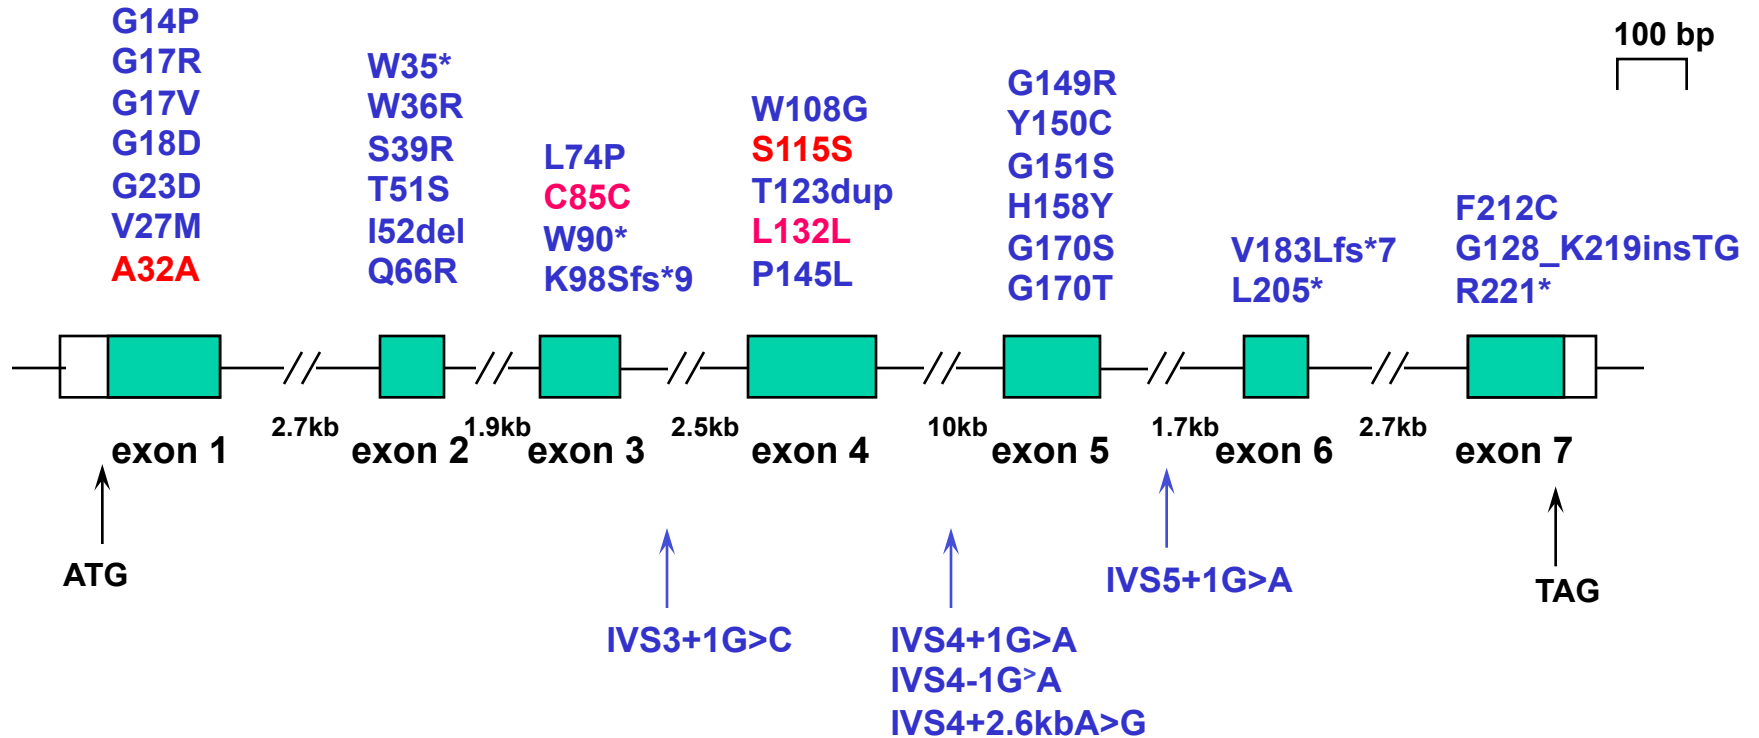 G14P
G17R
G17V
G18D
G23D
V27M
A32A
W35*
W36R
S39R
T51S
I52del
Q66R
L74P
C85C
W90*
K98Sfs*9
W108G
S115S
T123dup
L132L
P145L
G149R
Y150C
G151S
H158Y
G170S
G170T
V183Lfs*7
L205*
F212C
G128_K219insTG
R221*
100 bp
2.7kb
1.9kb
2.5kb
10kb
1.7kb
2.7kb
exon 1
exon 2
exon 3
exon 4
exon 5
exon 6
exon 7
ATG
IVS3+1G>C
IVS4+1G>A
IVS4-1G>A
IVS4+2.6kbA>G
IVS5+1G>A
TAG